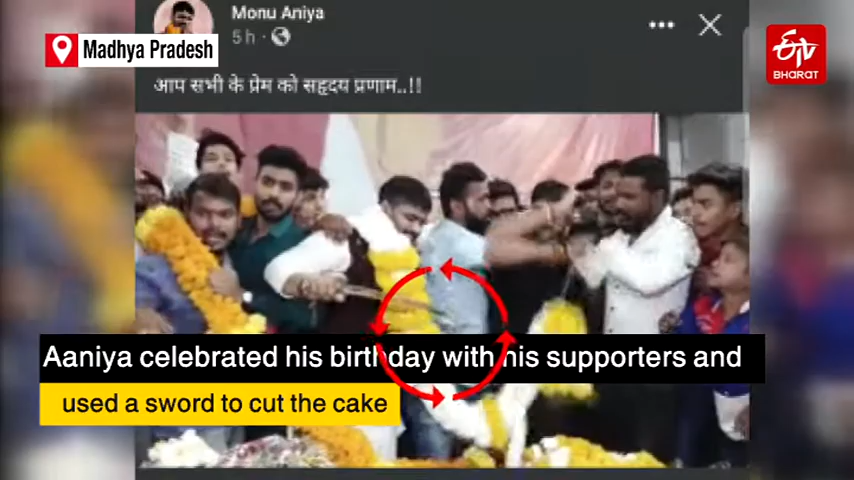 Monu Aniya
5h
Madhya Pradesh
आप सभी के प्रेम को सहृदय प्रणाम..!!
ETV
BHARAT
Aaniya celebrated his birthday with his supporters and
used a sword to cut the cake